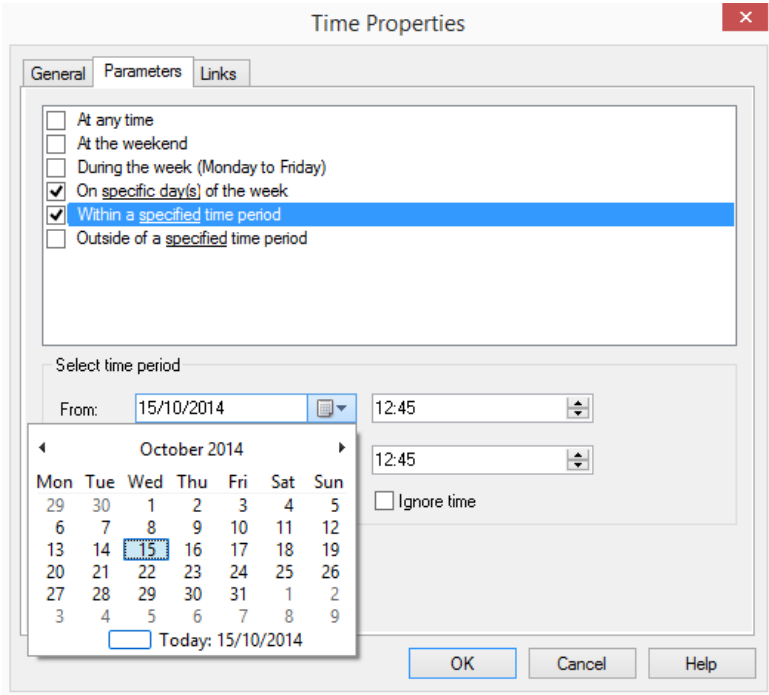 Time Properties
General Parameters Links
At any time
At the weekend
During the week (Monday to Friday)
On specific day(s) of the week
Within a specified time period
Outside of a specified time period
Select time period
From: 15/10/2014 12:45
October 2014
12:45
Mon Tue Wed Thu Fri Sat Sun
29 30 1 2 3 4 5
Ignore time
6 7 8 9 10 11 12
13 14 15 16 17 18 19
20 21 22 23 24 25 26
27 28 29 30 31 1 2
3 4 5 6 7 8 9
Today: 15/10/2014
OK Cancel Help